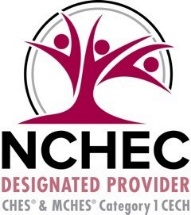 NCHEC
DESIGNATED PROVIDER
CHES® & MCHES® Category 1 CECH